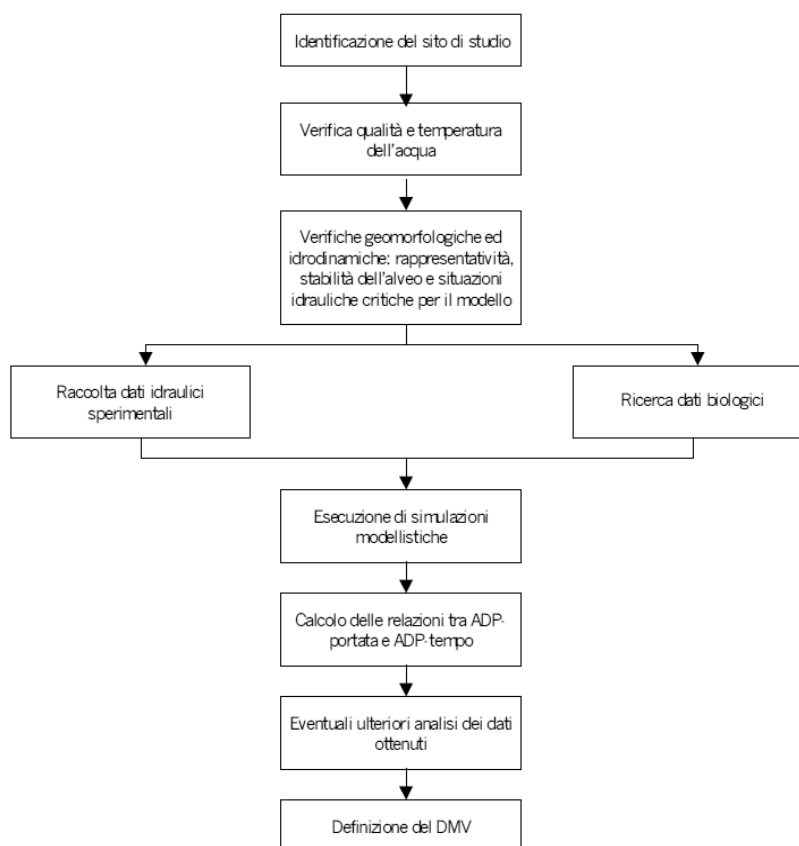 Identificazione del sito di studio
Verifica qualità e temperatura
dell'acqua
Verifiche geomorfologiche ed
idrodinamiche: rappresentatività,
stabilità dell'alveo e situazioni
idrauliche critiche per il modello
Raccolta dati idraulici
sperimentali
Ricerca dati biologici
Esecuzione di simulazioni
modellistiche
Calcolo delle relazioni tra ADP-
portata e ADP-tempo
Eventuali ulteriori analisi dei dati
ottenuti
Definizione del DMV